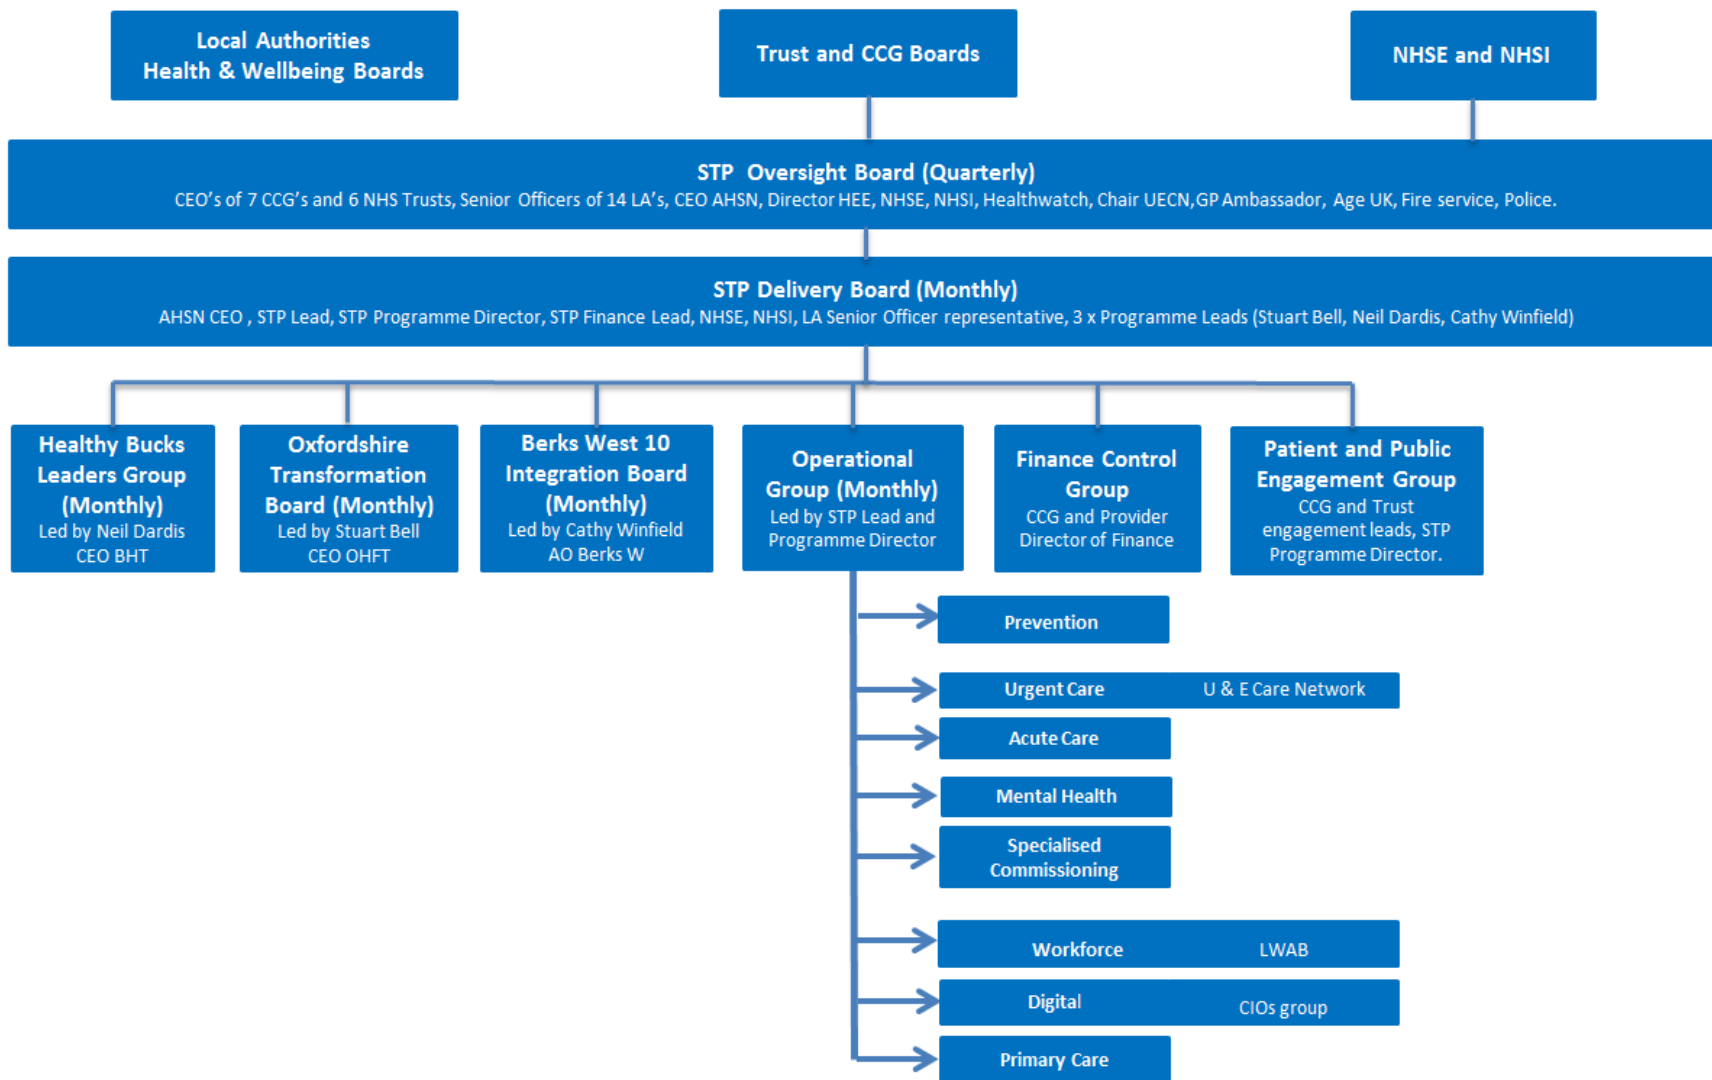 Local Authorities
Health & Wellbeing Boards
Trust and CCG Boards
NHSE and NHSI
STP Oversight Board (Quarterly)
CEO's of 7 CCG's and 6 NHS Trusts, Senior Officers of 14 LA's, CEO AHSN, Director HEE, NHSE, NHSI, Healthwatch, Chair UECN,GP Ambassador, Age UK, Fire service, Police.
STP Delivery Board (Monthly)
AHSN CEO , STP Lead, STP Programme Director, STP Finance Lead, NHSE, NHSI, LA Senior Officer representative, 3 x Programme Leads (Stuart Bell, Neil Dardis, Cathy Winfield)
Healthy Bucks
Leaders Group
(Monthly)
Led by Neil Dardis
CEO BHT
Oxfordshire
Transformation
Board (Monthly)
Led by Stuart Bell
CEO OHFT
Berks West 10
Integration Board
(Monthly)
Led by Cathy Winfield
AO Berks W
Operational
Group (Monthly)
Led by STP Lead and
Programme Director
Finance Control
Group
CCG and Provider
Director of Finance
Patient and Public
Engagement Group
CCG and Trust
engagement leads, STP
Programme Director.
Prevention
Urgent Care U & E Care Network
Acute Care
Mental Health
Specialised
Commissioning
Workforce LWAB
Digital CIOs group
Primary Care